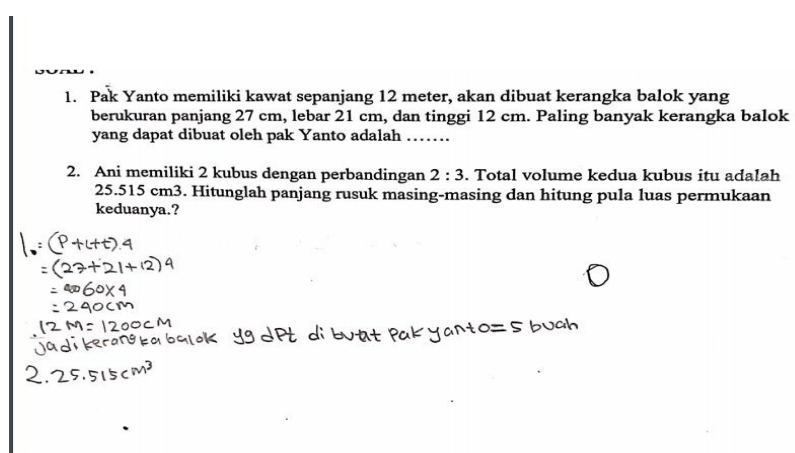 SOAL :
1. Pak Yanto memiliki kawat sepanjang 12 meter, akan dibuat kerangka balok yang
berukuran panjang 27 cm, lebar 21 cm, dan tinggi 12 cm. Paling banyak kerangka balok
yang dapat dibuat oleh pak Yanto adalah .......
2. Ani memiliki 2 kubus dengan perbandingan 2 : 3. Total volume kedua kubus itu adalah
25.515 cm3. Hitunglah panjang rusuk masing-masing dan hitung pula luas permukaan
keduanya.?
1. = (P+L+t).4
= (27+21+12)4
= 60x4
= 240cm
12 M = 1200cM
Jadi kerangka balok yg dPt di buat Pak yanto = 5 buah
2. 25.515cm³